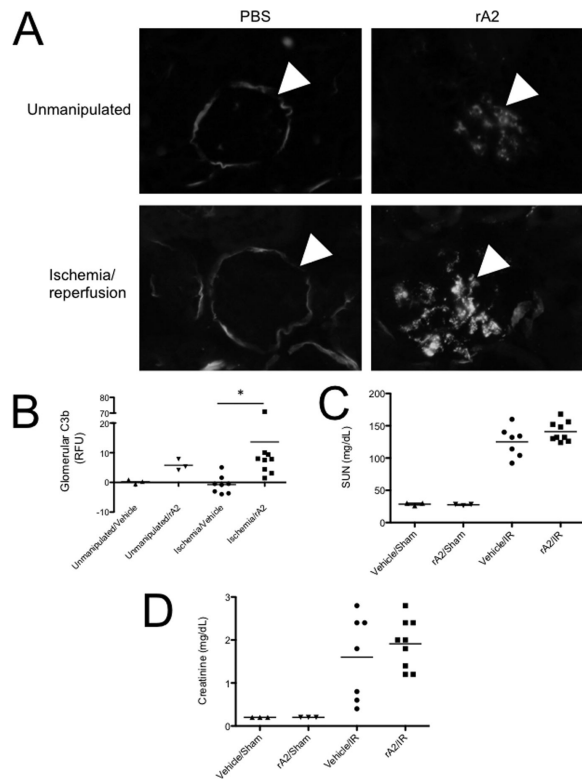 A
PBS
rA2
Unmanipulated
Ischemia/
reperfusion
B
Glomerular C3b
(RFU)
80
70
20
10
0
-10
*
Unmanipulated/Vehicle
Unmanipulated/rA2
Ischemia/Vehicle
Ischemia/rA2
C
SUN (mg/dL)
200
150
100
50
0
Vehicle/Sham
rA2/Sham
Vehicle/IR
rA2/IR
D
Creatinine (mg/dL)
3
2
1
0
Vehicle/Sham
rA2/Sham
Vehicle/IR
rA2/IR